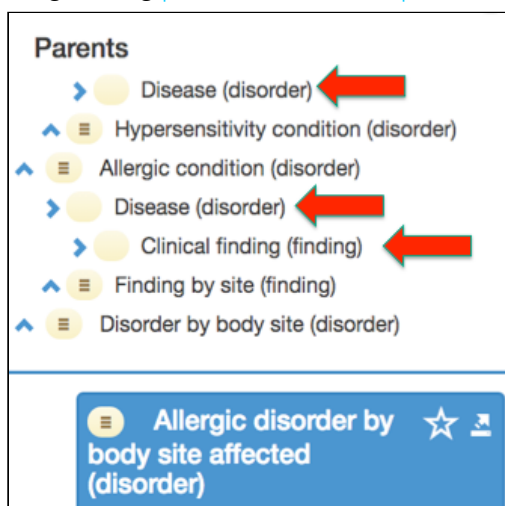 Parents
Disease (disorder)
Hypersensitivity condition (disorder)
Allergic condition (disorder)
Disease (disorder)
Clinical finding (finding)
Finding by site (finding)
Disorder by body site (disorder)
Allergic disorder by
body site affected
(disorder)